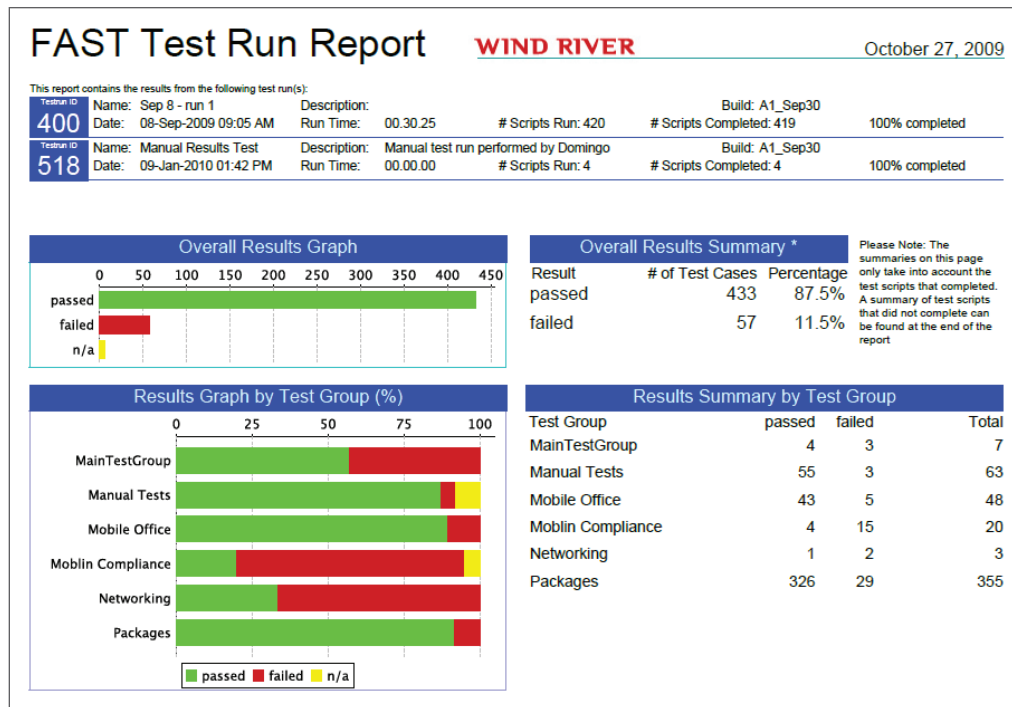 FAST Test Run Report WIND RIVER October 27, 2009
This report contains the results from the following test run(s):
Testrun ID Name: Sep 8 - run 1 Description: Build: A1_Sep30
400 Date: 08-Sep-2009 09:05 AM Run Time: 00.30.25 # Scripts Run: 420 # Scripts Completed: 419 100% completed
Testrun ID Name: Manual Results Test Description: Manual test run performed by Domingo Build: A1_Sep30
518 Date: 09-Jan-2010 01:42 PM Run Time: 00.00.00 # Scripts Run: 4 # Scripts Completed: 4 100% completed
Overall Results Graph
0 50 100 150 200 250 300 350 400 450
passed
failed
n/a
Overall Results Summary *
Result # of Test Cases Percentage
passed 433 87.5%
failed 57 11.5%
Please Note: The
summaries on this page
only take into account the
test scripts that completed.
A summary of test scripts
that did not complete can
be found at the end of the
report
Results Graph by Test Group (%)
0 25 50 75 100
MainTestGroup
Manual Tests
Mobile Office
Moblin Compliance
Networking
Packages
passed failed n/a
Results Summary by Test Group
Test Group passed failed Total
MainTestGroup 4 3 7
Manual Tests 55 3 63
Mobile Office 43 5 48
Moblin Compliance 4 15 20
Networking 1 2 3
Packages 326 29 355